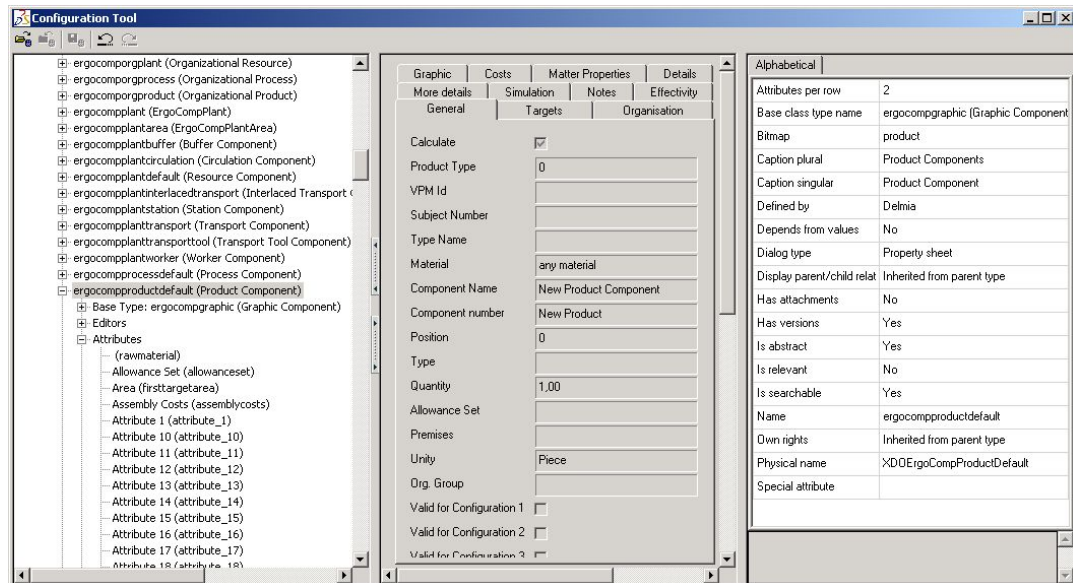 Configuration Tool
ergocomporgplant (Organizational Resource)
ergocomporgprocess (Organizational Process)
ergocomporgproduct (Organizational Product)
ergocompplant (ErgoCompPlant)
ergocompplantarea (ErgoCompPlantArea)
ergocompplantbuffer (Buffer Component)
ergocompplantcirculation (Circulation Component)
ergocompplantdefault (Resource Component)
ergocompplantinterlacedtransport (Interlaced Transport
ergocompplantstation (Station Component)
ergocompplanttransport (Transport Component)
ergocompplanttransporttool (Transport Tool Component)
ergocompplantworker (Worker Component)
ergocompprocessdefault (Process Component)
ergocompproductdefault (Product Component)
Base Type: ergocompgraphic (Graphic Component)
Editors
Attributes
(rawmaterial)
Allowance Set (allowanceset)
Area (firsttargetarea)
Assembly Costs (assemblycosts)
Attribute 1 (attribute_1)
Attribute 10 (attribute_10)
Attribute 11 (attribute_11)
Attribute 12 (attribute_12)
Attribute 13 (attribute_13)
Attribute 14 (attribute_14)
Attribute 15 (attribute_15)
Attribute 16 (attribute_16)
Attribute 17 (attribute_17)
Attribute 18 (attribute_18)
Graphic Costs Matter Properties Details
More details Simulation Notes Effectivity
General Targets Organisation
Calculate
Product Type 0
VPM Id
Subject Number
Type Name
Material any material
Component Name New Product Component
Component number New Product
Position 0
Type
Quantity 1,00
Allowance Set
Premises
Unity Piece
Org. Group
Valid for Configuration 1
Valid for Configuration 2
Valid for Configuration 3
Alphabetical
Attributes per row 2
Base class type name ergocompgraphic (Graphic Component
Bitmap product
Caption plural Product Components
Caption singular Product Component
Defined by Delmia
Depends from values No
Dialog type Property sheet
Display parent/child relat Inherited from parent type
Has attachments No
Has versions Yes
Is abstract Yes
Is relevant No
Is searchable Yes
Name ergocompproductdefault
Own rights Inherited from parent type
Physical name XDOErgoCompProductDefault
Special attribute